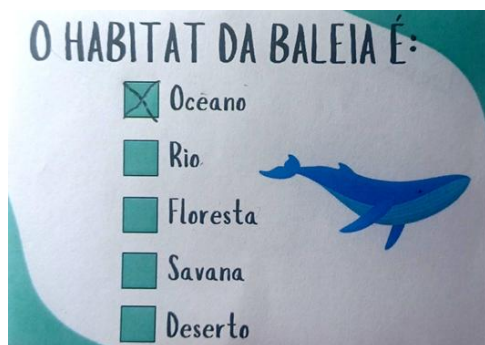 O HABITAT DA BALEIA É:
Oceano
Rio
Floresta
Savana
Deserto